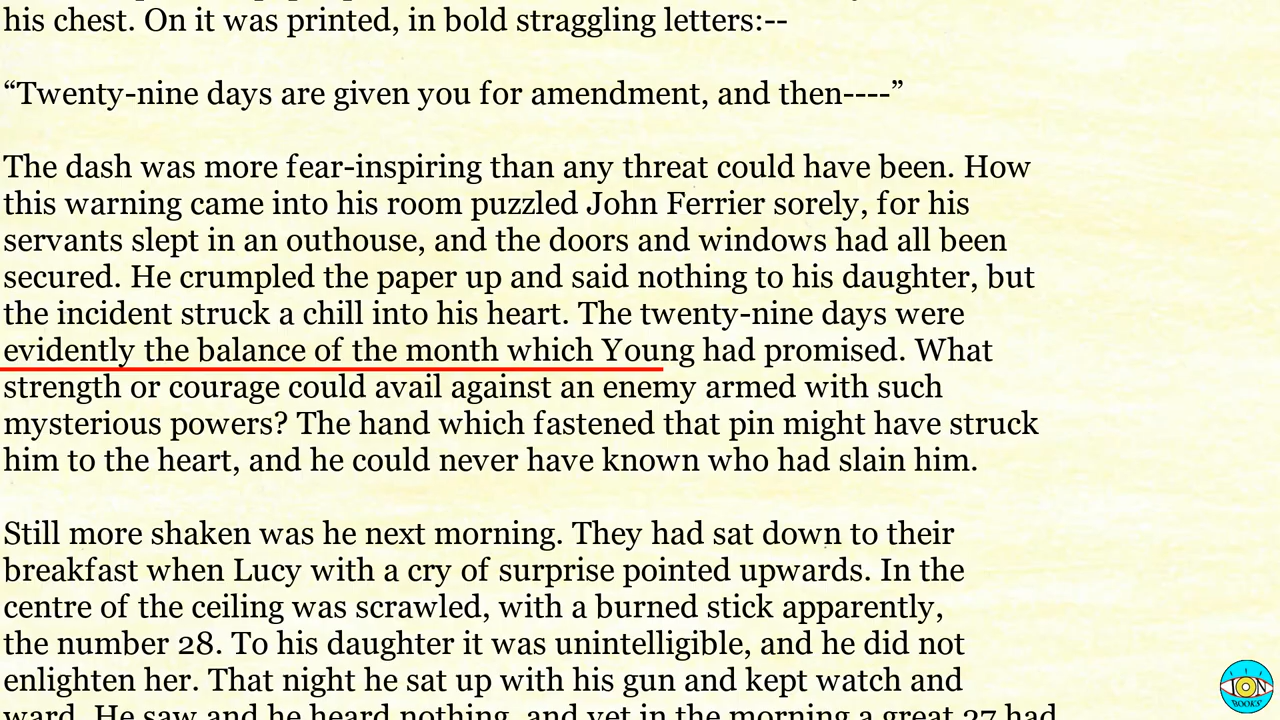 his chest. On it was printed, in bold straggling letters:--
“Twenty-nine days are given you for amendment, and then----”
The dash was more fear-inspiring than any threat could have been. How
this warning came into his room puzzled John Ferrier sorely, for his
servants slept in an outhouse, and the doors and windows had all been
secured. He crumpled the paper up and said nothing to his daughter, but
the incident struck a chill into his heart. The twenty-nine days were
evidently the balance of the month which Young had promised. What
strength or courage could avail against an enemy armed with such
mysterious powers? The hand which fastened that pin might have struck
him to the heart, and he could never have known who had slain him.
Still more shaken was he next morning. They had sat down to their
breakfast when Lucy with a cry of surprise pointed upwards. In the
centre of the ceiling was scrawled, with a burned stick apparently,
the number 28. To his daughter it was unintelligible, and he did not
enlighten her. That night he sat up with his gun and kept watch and
ward. He saw and he heard nothing, and yet in the morning a great 27 had
ION
BOOKS